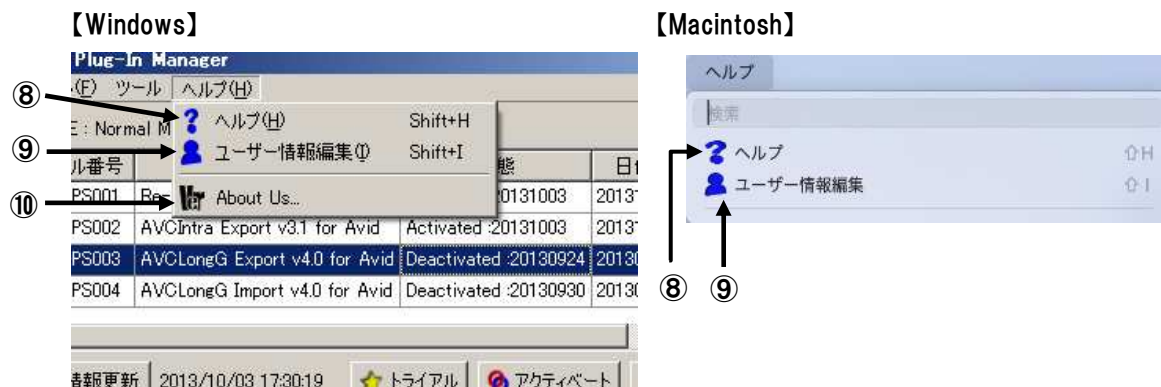 【Windows】
Plug-In Manager
(F) ツール ヘルプ(H)
E : Normal M
ヘルプ(H) Shift+H
ユーザー情報編集(I) Shift+I
About Us...
⑧
⑨
⑩
ル番号 態
PS001 Re- 20131003 2013
PS002 AVCIntra Export v3.1 for Avid Activated :20131003 2013
PS003 AVCLongG Export v4.0 for Avid Deactivated :20130924 2013
PS004 AVCLongG Import v4.0 for Avid Deactivated :20130930 2013
情報更新 2013/10/03 17:30:19 トライアル アクティベート
【Macintosh】
ヘルプ
検索
ヘルプ ⇧H
ユーザー情報編集 ⇧I
⑧ ⑨